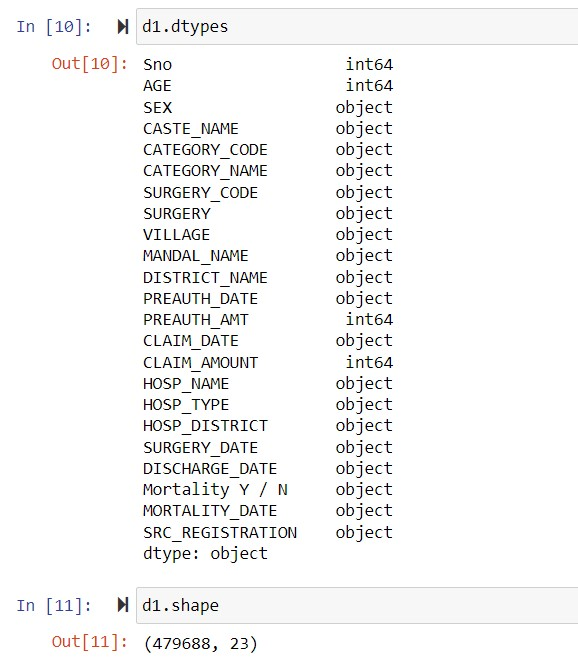 In [10]: d1.dtypes
Out[10]: Sno int64
AGE int64
SEX object
CASTE_NAME object
CATEGORY_CODE object
CATEGORY_NAME object
SURGERY_CODE object
SURGERY object
VILLAGE object
MANDAL_NAME object
DISTRICT_NAME object
PREAUTH_DATE object
PREAUTH_AMT int64
CLAIM_DATE object
CLAIM_AMOUNT int64
HOSP_NAME object
HOSP_TYPE object
HOSP_DISTRICT object
SURGERY_DATE object
DISCHARGE_DATE object
Mortality Y / N object
MORTALITY_DATE object
SRC_REGISTRATION object
dtype: object
In [11]: d1.shape
Out[11]: (479688, 23)